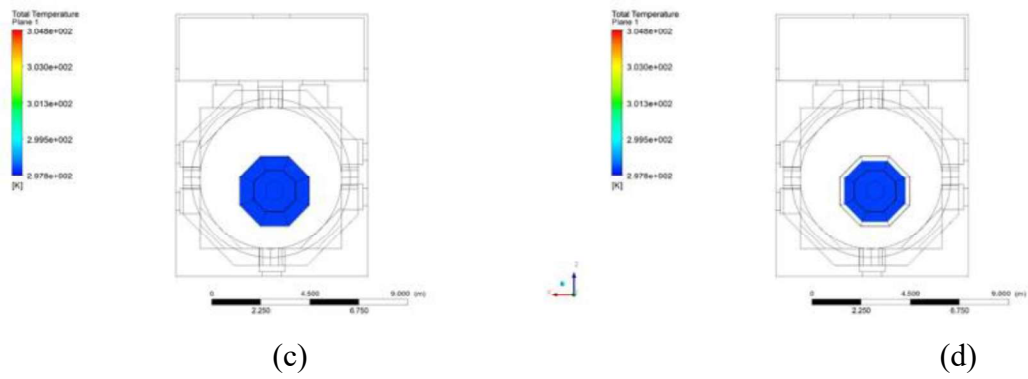 Total Temperature
Plane 1
3.048e+002
3.030e+002
3.013e+002
2.995e+002
2.978e+002
[K]
0 4.500 9.000 (m)
2.250 6.750
(c)
Total Temperature
Plane 1
3.048e+002
3.030e+002
3.013e+002
2.995e+002
2.978e+002
[K]
0 4.500 9.000 (m)
2.250 6.750
(d)